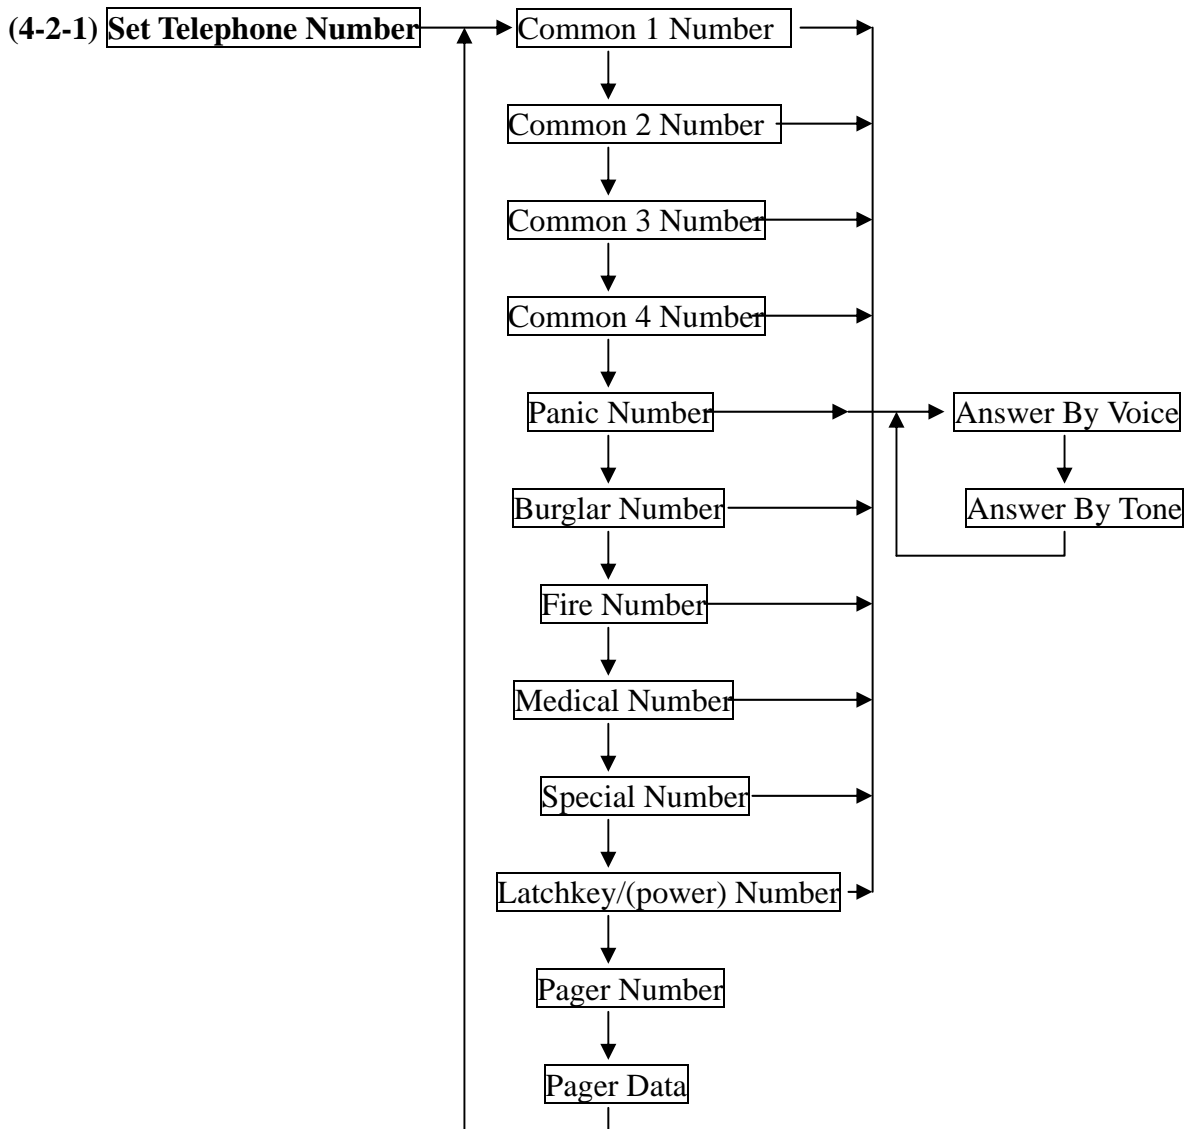 (4-2-1) Set Telephone Number
Common 1 Number
Common 2 Number
Common 3 Number
Common 4 Number
Panic Number
Answer By Voice
Burglar Number
Answer By Tone
Fire Number
Medical Number
Special Number
Latchkey/(power) Number
Pager Number
Pager Data